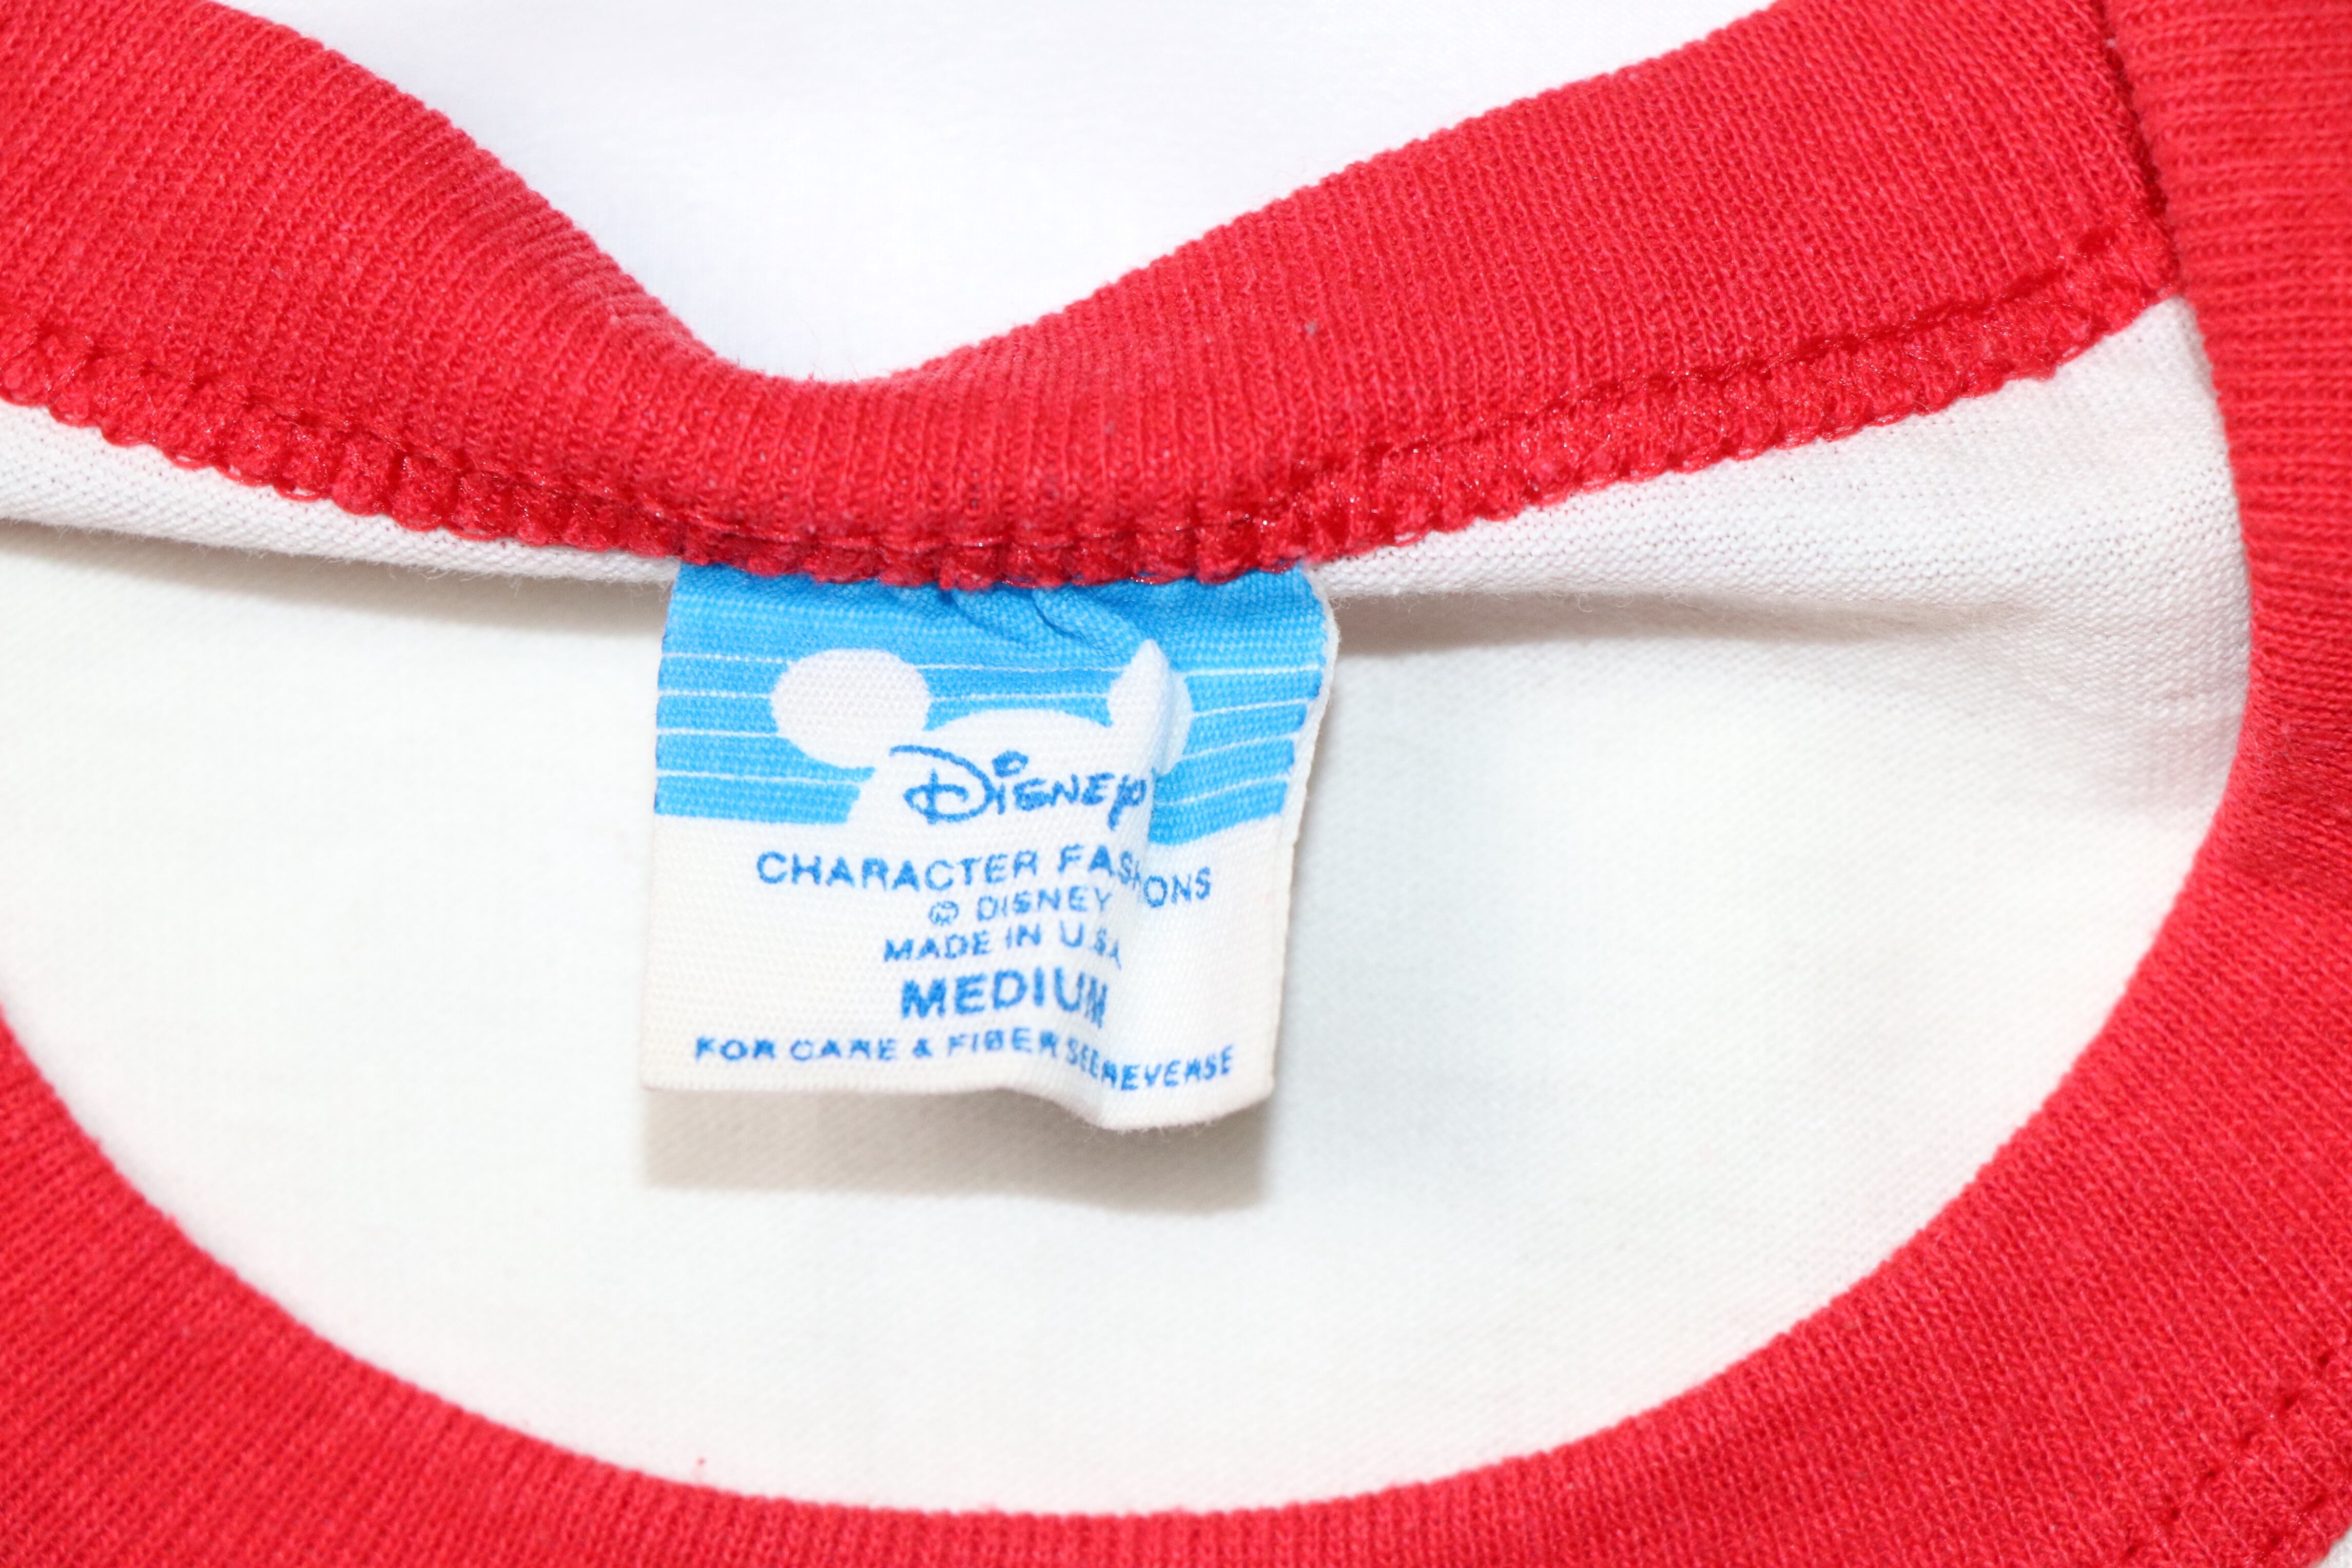 Disney
CHARACTER FASHIONS
© DISNEY
MADE IN U.S.A
MEDIUM
FOR CARE & FIBER SEE REVERSE